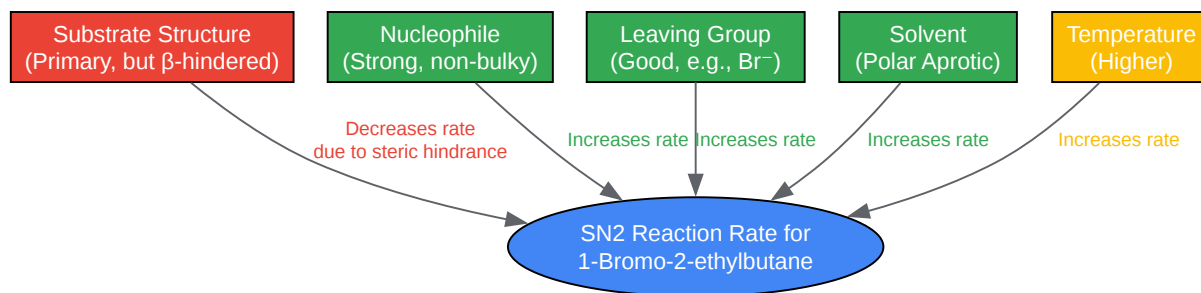 Substrate Structure
(Primary, but β-hindered)
Nucleophile
(Strong, non-bulky)
Leaving Group
(Good, e.g., Br⁻)
Solvent
(Polar Aprotic)
Temperature
(Higher)
Decreases rate
due to steric hindrance
Increases rate
Increases rate
Increases rate
Increases rate
SN2 Reaction Rate for
1-Bromo-2-ethylbutane